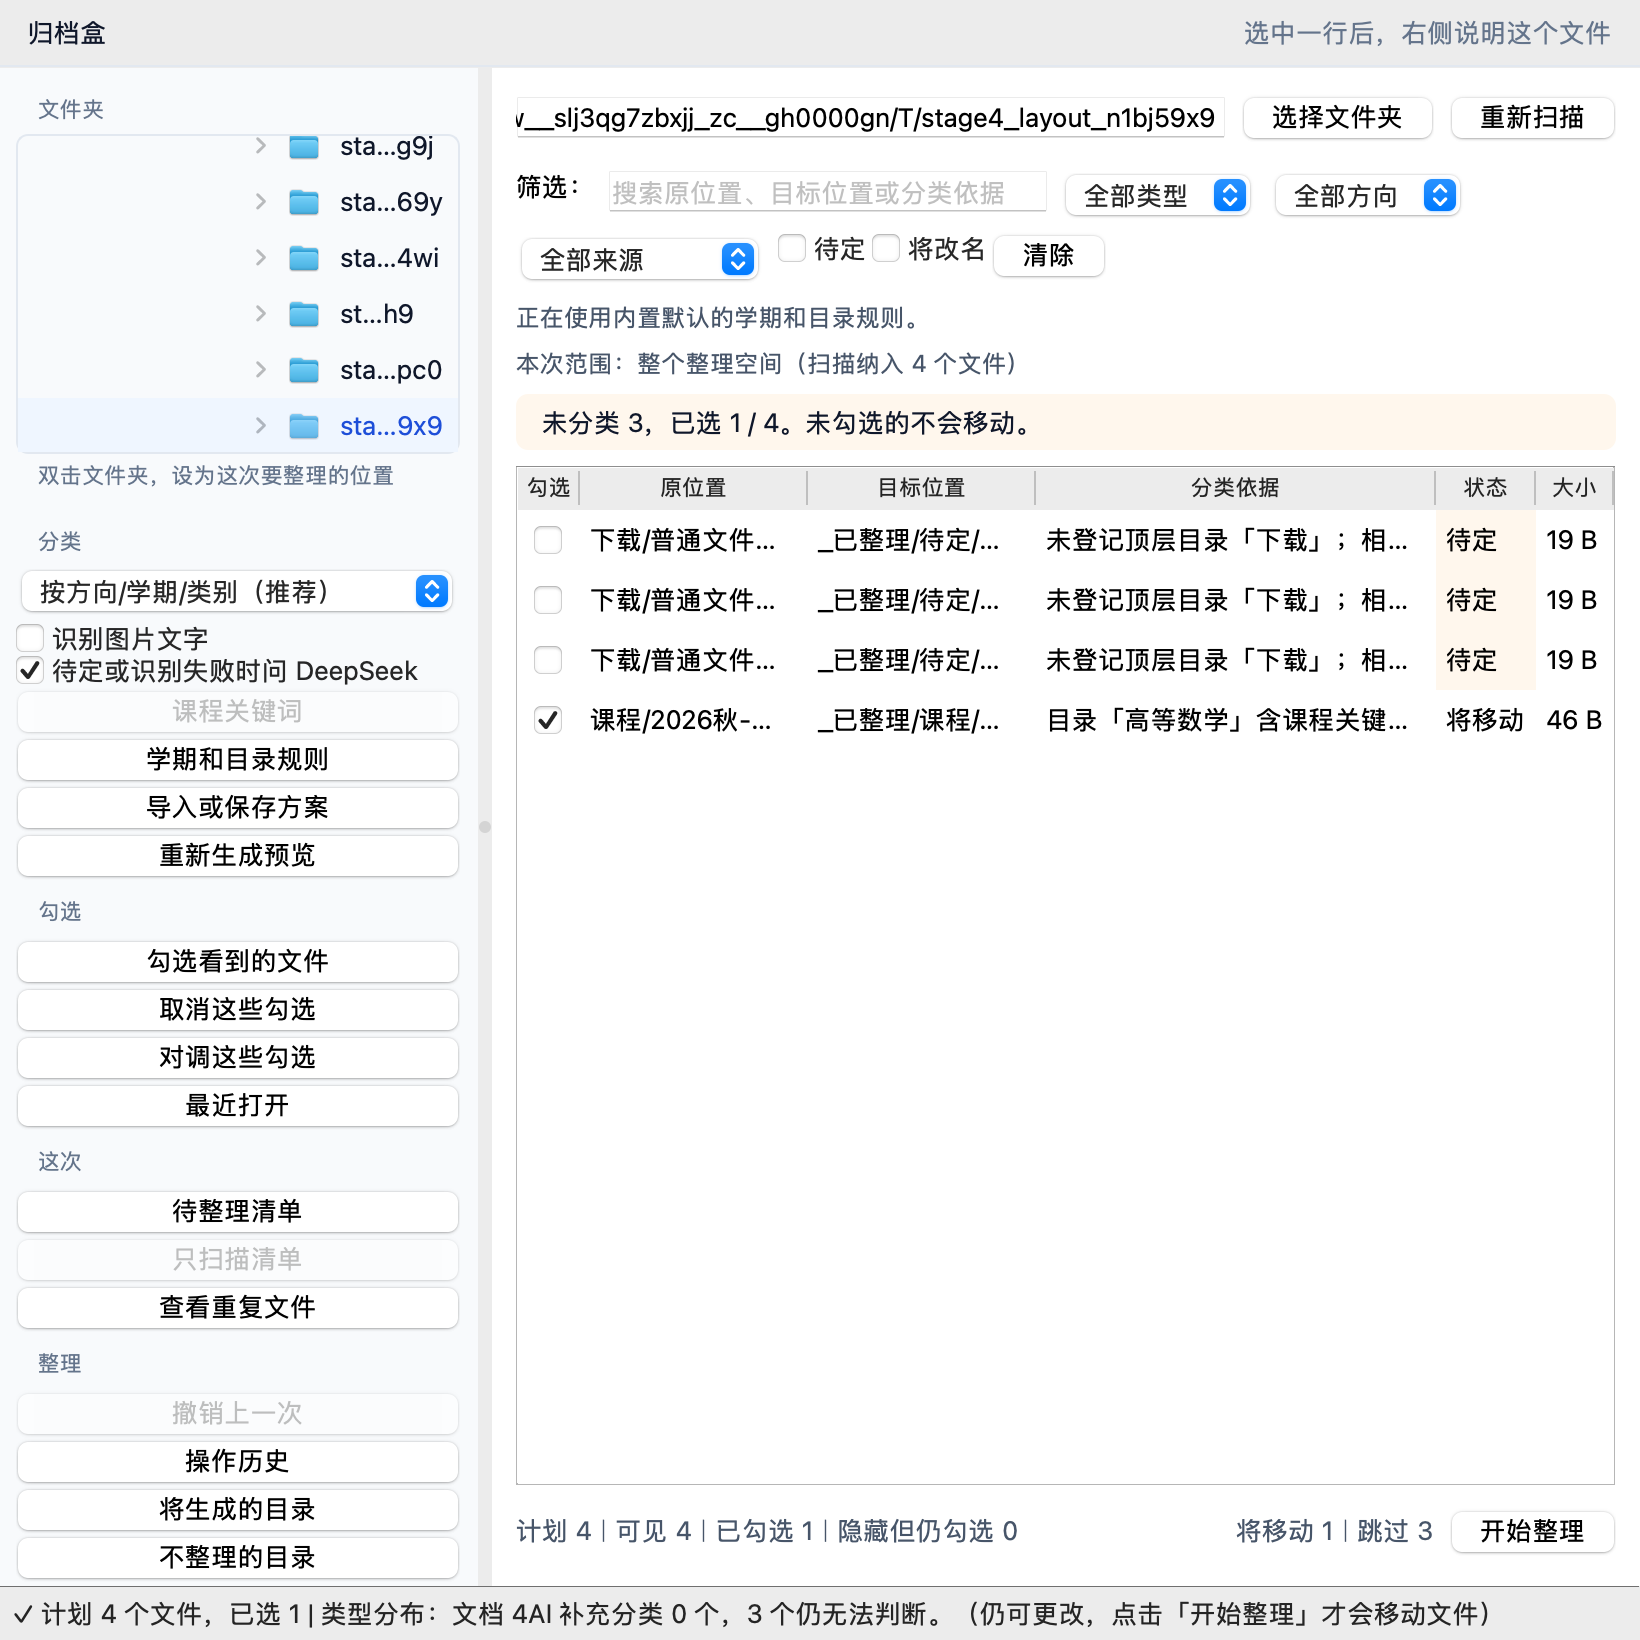 归档盒
选中一行后，右侧说明这个文件
文件夹
sta...g9j
sta...69y
sta...4wi
st...h9
sta...pc0
sta...9x9
双击文件夹，设为这次要整理的位置
分类
按方向/学期/类别（推荐）
识别图片文字
待定或识别失败时问 DeepSeek
课程关键词
学期和目录规则
导入或保存方案
重新生成预览
勾选
勾选看到的文件
取消这些勾选
对调这些勾选
最近打开
这次
待整理清单
只扫描清单
查看重复文件
整理
撤销上一次
操作历史
将生成的目录
不整理的目录
w__slj3qg7zbxjj_zc__gh0000gn/T/stage4_layout_n1bj59x9 选择文件夹 重新扫描
筛选： 搜索原位置、目标位置或分类依据 全部类型 全部方向
全部来源 待定 将改名 清除
正在使用内置默认的学期和目录规则。
本次范围：整个整理空间（扫描纳入 4 个文件）
未分类 3，已选 1 / 4。未勾选的不会移动。
勾选 原位置 目标位置 分类依据 状态 大小
下载/普通文件... _已整理/待定/... 未登记顶层目录「下载」；相... 待定 19 B
下载/普通文件... _已整理/待定/... 未登记顶层目录「下载」；相... 待定 19 B
下载/普通文件... _已整理/待定/... 未登记顶层目录「下载」；相... 待定 19 B
课程/2026秋-... _已整理/课程/... 目录「高等数学」含课程关键... 将移动 46 B
计划 4 | 可见 4 | 已勾选 1 | 隐藏但仍勾选 0
将移动 1 | 跳过 3 开始整理
✓ 计划 4 个文件，已选 1 | 类型分布：文档 4AI 补充分类 0 个，3 个仍无法判断。（仍可更改，点击「开始整理」才会移动文件）